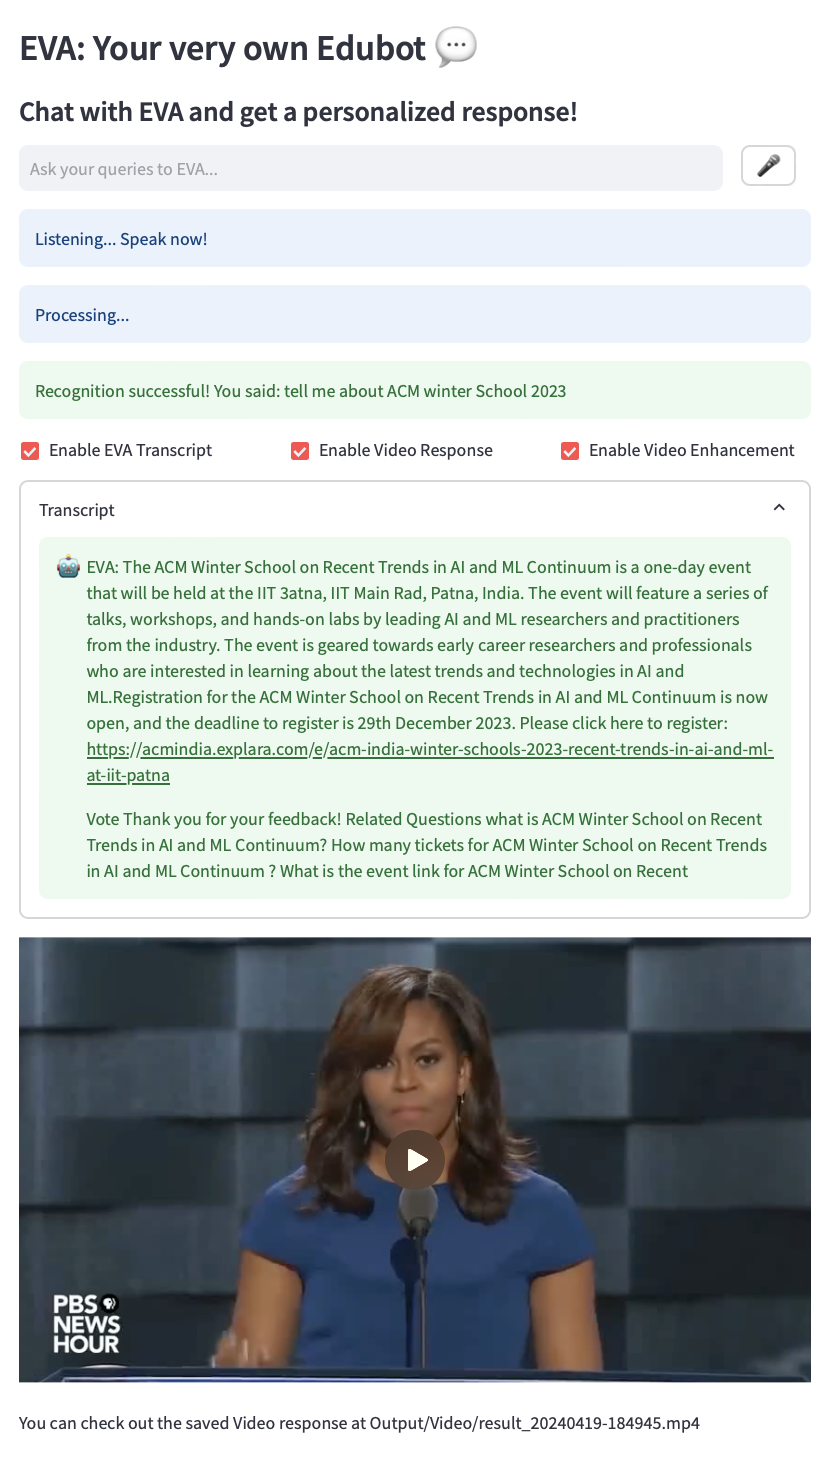 EVA: Your very own Edubot
Chat with EVA and get a personalized response!
Ask your queries to EVA...
Listening... Speak now!
Processing...
Recognition successful! You said: tell me about ACM winter School 2023
Enable EVA Transcript
Enable Video Response
Enable Video Enhancement
Transcript
EVA: The ACM Winter School on Recent Trends in AI and ML Continuum is a one-day event
that will be held at the IIT 3atna, IIT Main Rad, Patna, India. The event will feature a series of
talks, workshops, and hands-on labs by leading AI and ML researchers and practitioners
from the industry. The event is geared towards early career researchers and professionals
who are interested in learning about the latest trends and technologies in AI and
ML.Registration for the ACM Winter School on Recent Trends in AI and ML Continuum is now
open, and the deadline to register is 29th December 2023. Please click here to register:
https://acmindia.explara.com/e/acm-india-winter-schools-2023-recent-trends-in-ai-and-ml-
at-iit-patna
Vote Thank you for your feedback! Related Questions what is ACM Winter School on Recent
Trends in AI and ML Continuum? How many tickets for ACM Winter School on Recent Trends
in AI and ML Continuum ? What is the event link for ACM Winter School on Recent
PBS
NEWS
HOUR
You can check out the saved Video response at Output/Video/result_20240419-184945.mp4